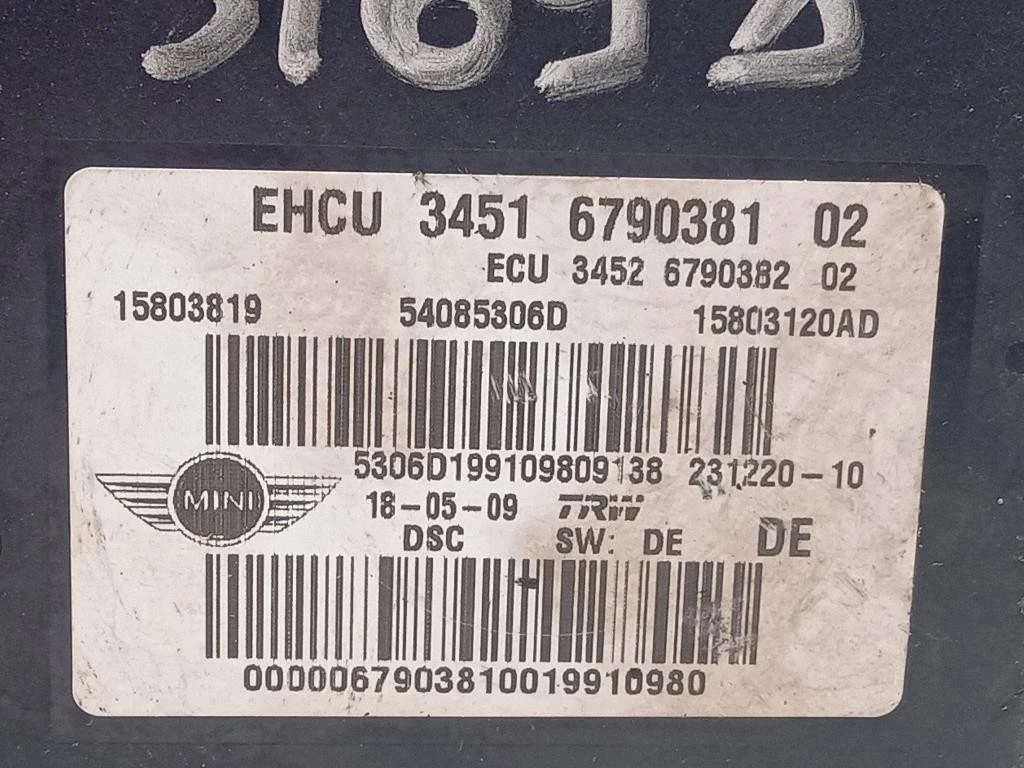 EHCU 3451 6790381 02
ECU 3452 6790382 02
15803819 54085306D 15803120AD
5306D199109809138 231220-10
MINI
18-05-09 TRW
DSC SW: DE DE
0000067903810019910980